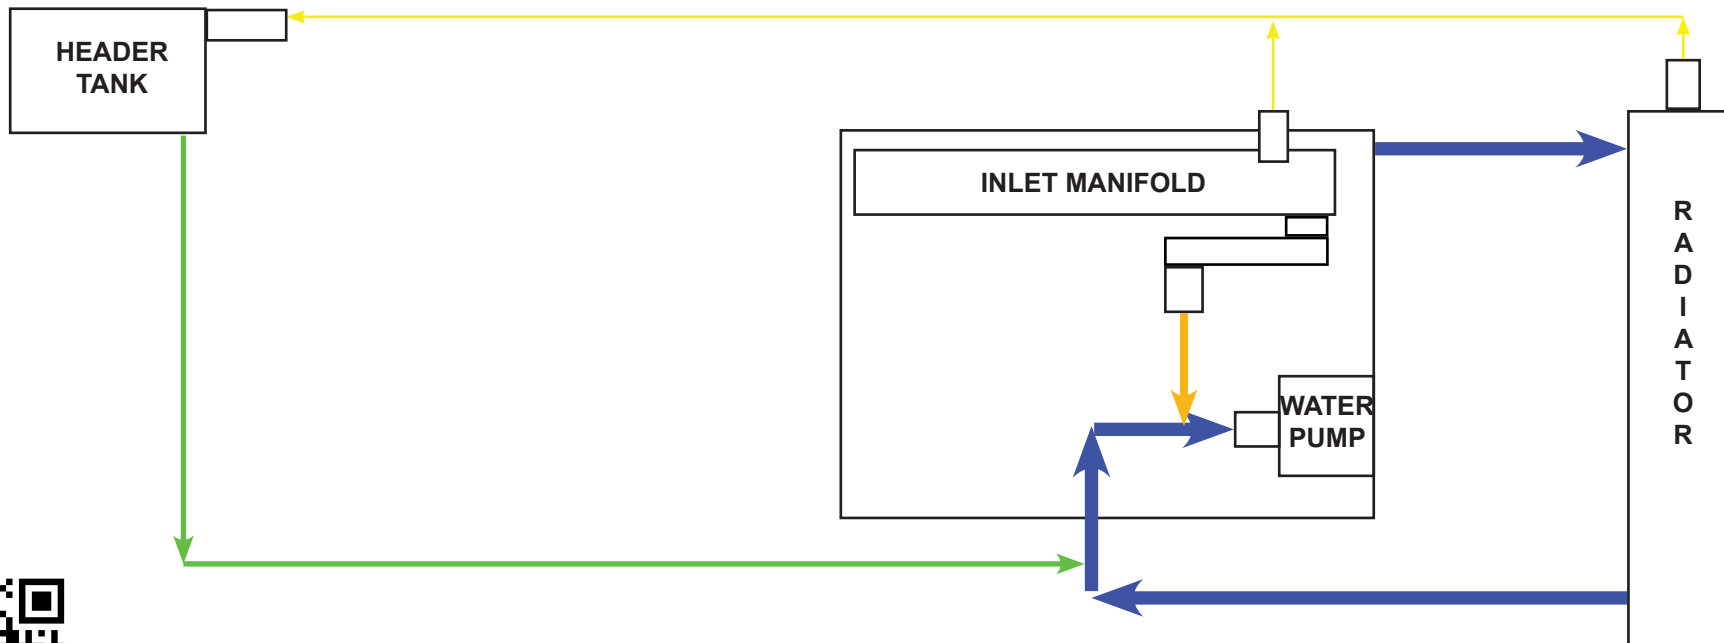 HEADER
TANK
INLET MANIFOLD
WATER
PUMP
R
A
D
I
A
T
O
R